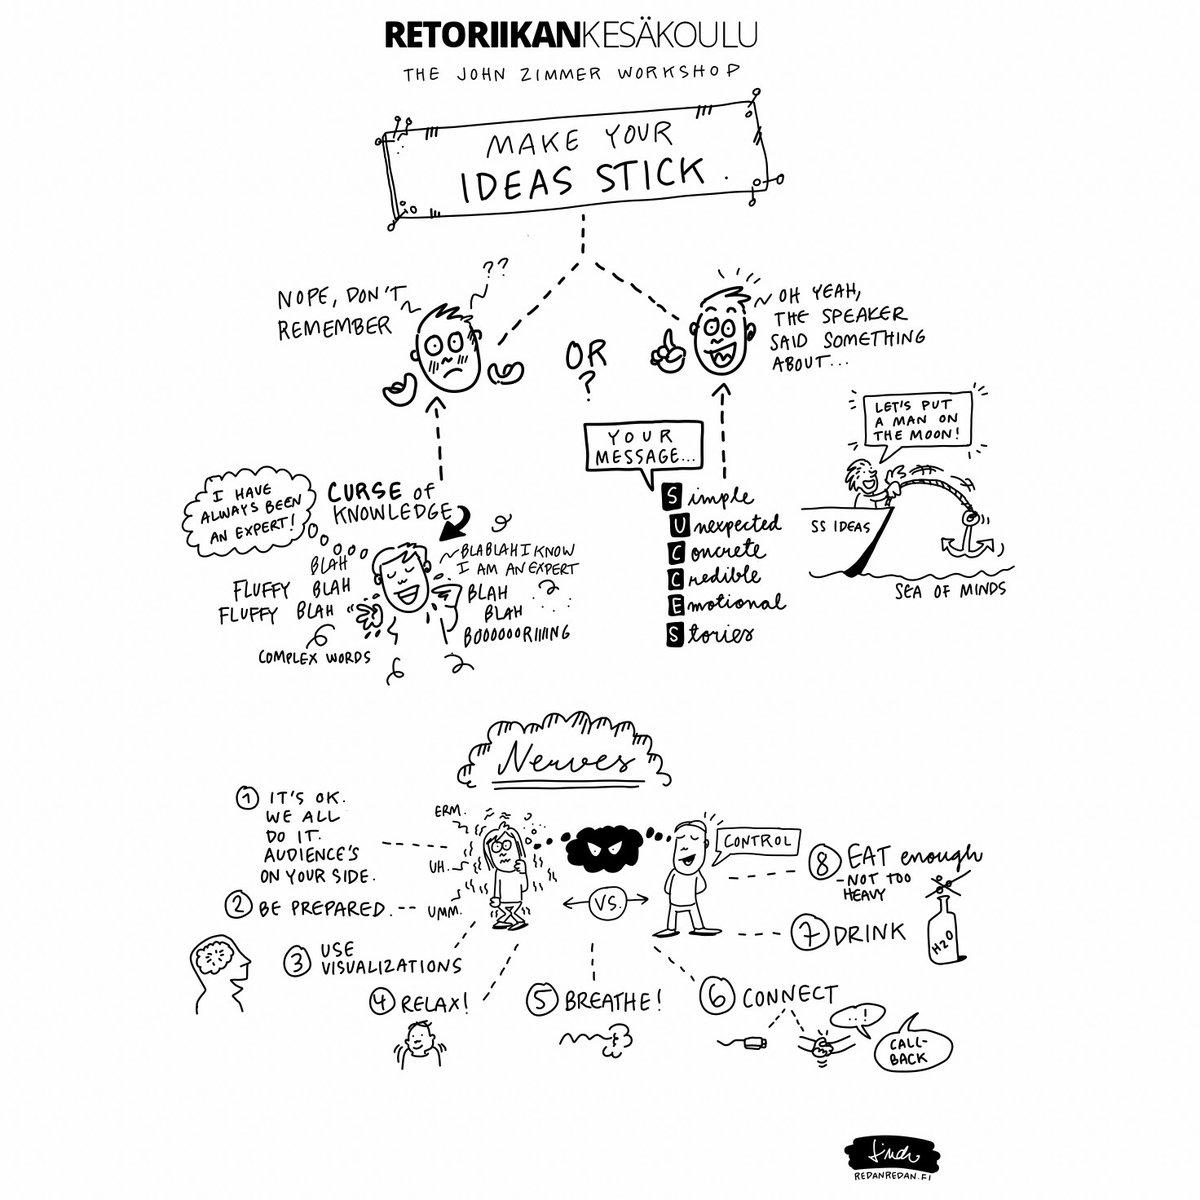 RETORIIKANKESÄKOULU
THE JOHN ZIMMER WORKSHOP
MAKE YOUR
IDEAS STICK.
??
NOPE, DON'T
REMEMBER
OR
?
OH YEAH,
THE SPEAKER
SAID SOMETHING
ABOUT...
I HAVE
ALWAYS BEEN
AN EXPERT!
CURSE of
KNOWLEDGE
BLAH
FLUFFY BLAH
FLUFFY BLAH
COMPLEX WORDS
BLABLAH I KNOW
I AM AN EXPERT
BLAH
BLAH
BOOOOOORIIIING
YOUR
MESSAGE...
Simple
Unexpected
Concrete
Credible
Emotional
Stories
LET'S PUT
A MAN ON
THE MOON!
SS IDEAS
SEA OF MINDS
Nerves
1 IT'S OK.
WE ALL
DO IT.
AUDIENCE'S
ON YOUR SIDE.
2 BE PREPARED.
3 USE
VISUALIZATIONS
4 RELAX!
5 BREATHE!
6 CONNECT
...!
CALL-
BACK
7 DRINK
H2O
8 EAT enough
-NOT TOO
HEAVY
ERM.
UH.
UMM.
VS.
CONTROL
REDANREDAN.FI